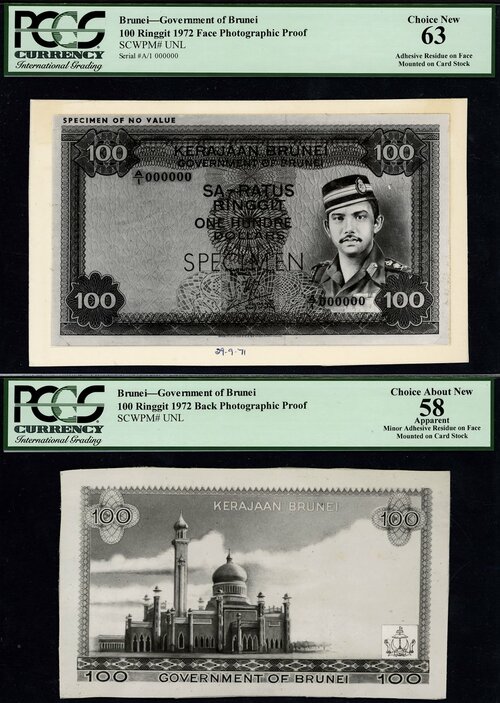 PCGS
CURRENCY
International Grading
Brunei—Government of Brunei
100 Ringgit 1972 Face Photographic Proof
SCWPM# UNL
Serial #A/1 000000
Choice New
63
Adhesive Residue on Face
Mounted on Card Stock
SPECIMEN OF NO VALUE
100
KERAJAAN BRUNEI
GOVERNMENT OF BRUNEI
100
A/1 000000
SA-RATUS
RINGGIT
ONE HUNDRED
DOLLARS
SPECIMEN
A/1 000000
100
100
29·9·71
PCGS
CURRENCY
International Grading
Brunei—Government of Brunei
100 Ringgit 1972 Back Photographic Proof
SCWPM# UNL
Choice About New
58
Apparent
Minor Adhesive Residue on Face
Mounted on Card Stock
100
KERAJAAN BRUNEI
100
100
GOVERNMENT OF BRUNEI
100